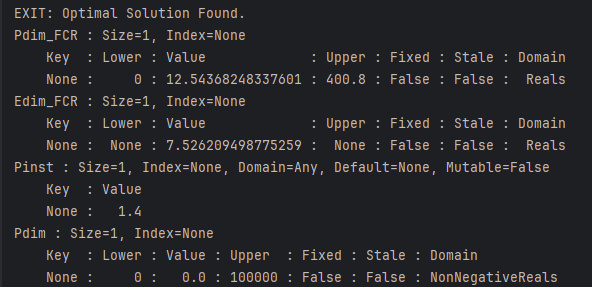 EXIT: Optimal Solution Found.
Pdim_FCR : Size=1, Index=None
    Key  : Lower : Value             : Upper : Fixed : Stale : Domain
    None :     0 : 12.54368248337601 : 400.8 : False : False :  Reals
Edim_FCR : Size=1, Index=None
    Key  : Lower : Value             : Upper : Fixed : Stale : Domain
    None :  None : 7.526209498775259 :  None : False : False :  Reals
Pinst : Size=1, Index=None, Domain=Any, Default=None, Mutable=False
    Key  : Value
    None :   1.4
Pdim : Size=1, Index=None
    Key  : Lower : Value : Upper  : Fixed : Stale : Domain
    None :     0 :   0.0 : 100000 : False : False : NonNegativeReals